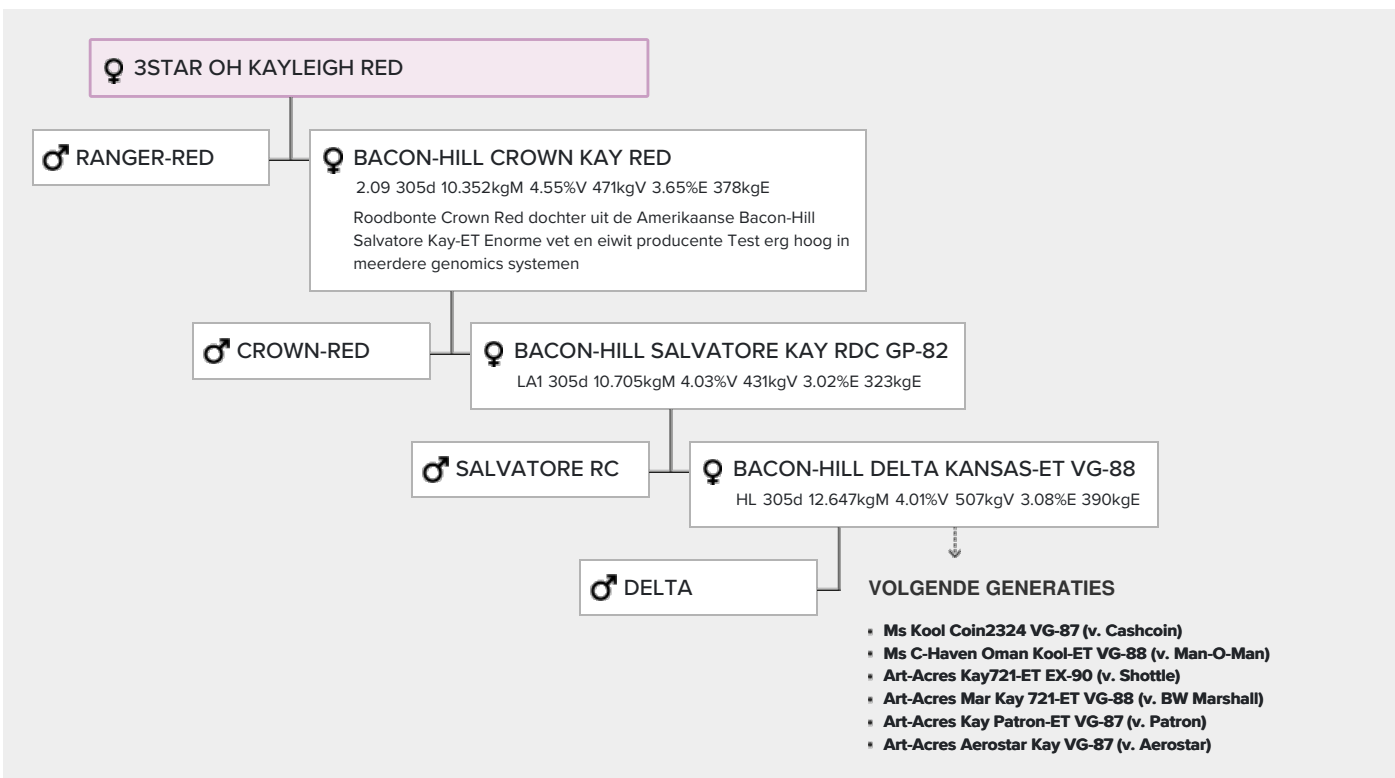 3STAR OH KAYLEIGH RED
RANGER-RED
BACON-HILL CROWN KAY RED
2.09 305d 10.352kgM 4.55%V 471kgV 3.65%E 378kgE
Roodbonte Crown Red dochter uit de Amerikaanse Bacon-Hill
Salvatore Kay-ET Enorme vet en eiwit producente Test erg hoog in
meerdere genomics systemen
CROWN-RED
BACON-HILL SALVATORE KAY RDC GP-82
LA1 305d 10.705kgM 4.03%V 431kgV 3.02%E 323kgE
SALVATORE RC
BACON-HILL DELTA KANSAS-ET VG-88
HL 305d 12.647kgM 4.01%V 507kgV 3.08%E 390kgE
DELTA
VOLGENDE GENERATIES
Ms Kool Coin2324 VG-87 (v. Cashcoin)
Ms C-Haven Oman Kool-ET VG-88 (v. Man-O-Man)
Art-Acres Kay721-ET EX-90 (v. Shottle)
Art-Acres Mar Kay 721-ET VG-88 (v. BW Marshall)
Art-Acres Kay Patron-ET VG-87 (v. Patron)
Art-Acres Aerostar Kay VG-87 (v. Aerostar)